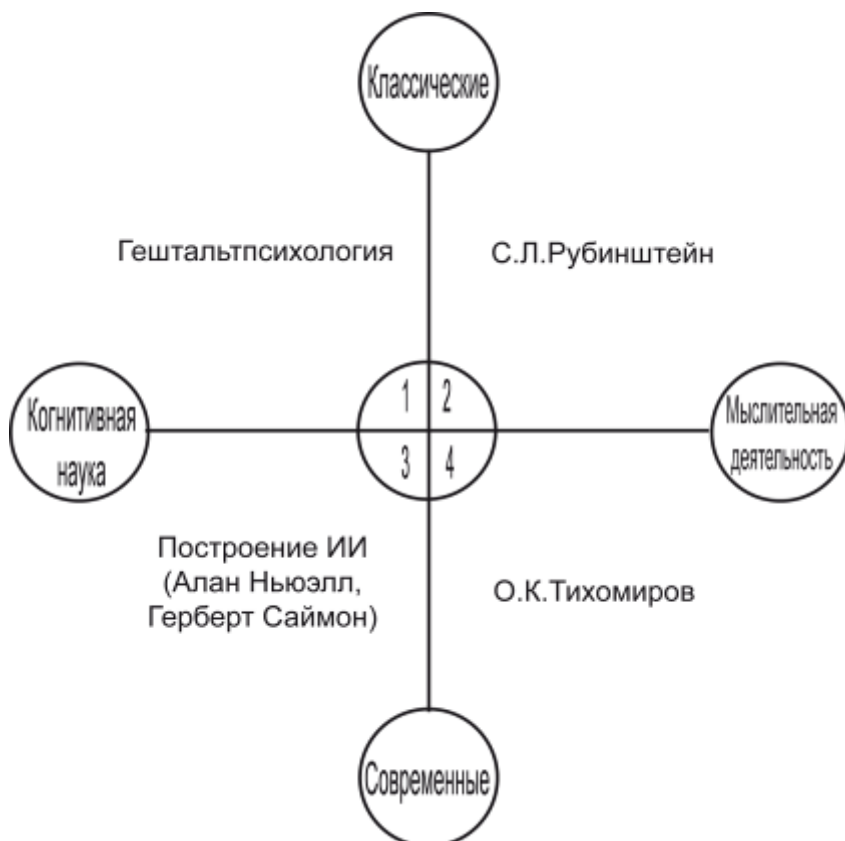 Классические
Гештальтпсихология
С.Л.Рубинштейн
1
2
Когнитивная
наука
Мыслительная
деятельность
3
4
Построение ИИ
(Алан Ньюэлл,
Герберт Саймон)
О.К.Тихомиров
Современные